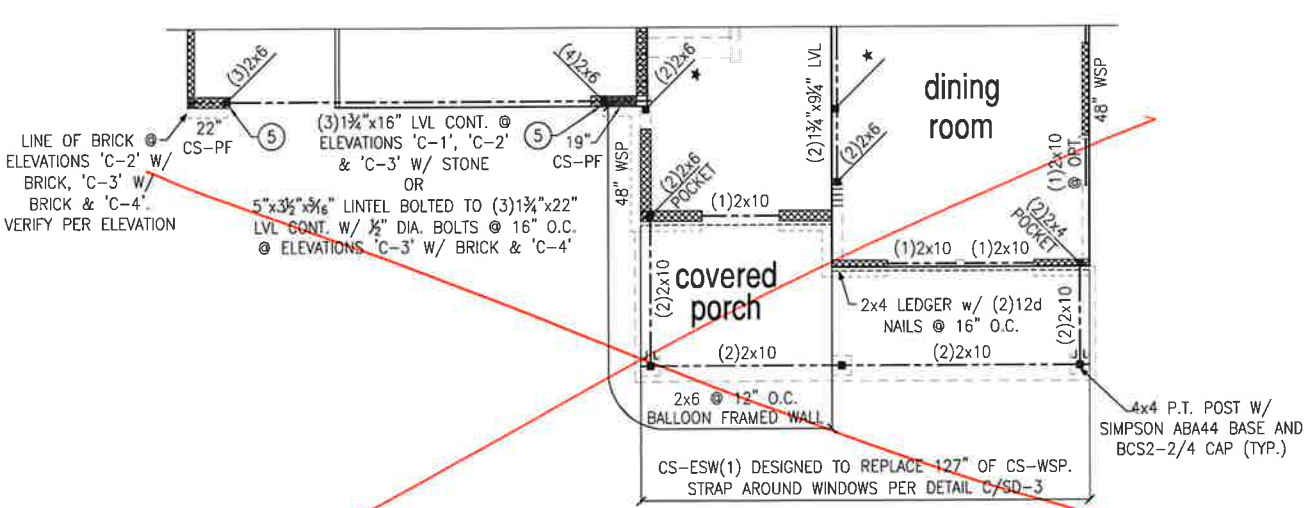 (3)2x6
(4)2x6
(2)2x6
★
(2)1¾"x9¼" LVL
dining
room
48" WSP
LINE OF BRICK @
ELEVATIONS 'C-2' W/
BRICK, 'C-3' W/
BRICK & 'C-4'.
VERIFY PER ELEVATION
22"
CS-PF
5
(3)1¾"x16" LVL CONT. @
ELEVATIONS 'C-1', 'C-2'
& 'C-3' W/ STONE
OR
5"x3½"x5⁄16" LINTEL BOLTED TO (3)1¾"x22"
LVL CONT. W/ ½" DIA. BOLTS @ 16" O.C.
@ ELEVATIONS 'C-3' W/ BRICK & 'C-4'
5
19"
CS-PF
48" WSP
(2)2x6
POCKET
(1)2x10
★
(2)2x6
(1)2x10
@ OPT.
(2)2x4
POCKET
(1)2x10
(1)2x10
covered
porch
(2)2x10
2x4 LEDGER w/ (2)12d
NAILS @ 16" O.C.
(2)2x10
(2)2x10
(2)2x10
2x6 @ 12" O.C.
BALLOON FRAMED WALL
4x4 P.T. POST W/
SIMPSON ABA44 BASE AND
BCS2-2/4 CAP (TYP.)
CS-ESW(1) DESIGNED TO REPLACE 127" OF CS-WSP.
STRAP AROUND WINDOWS PER DETAIL C/SD-3